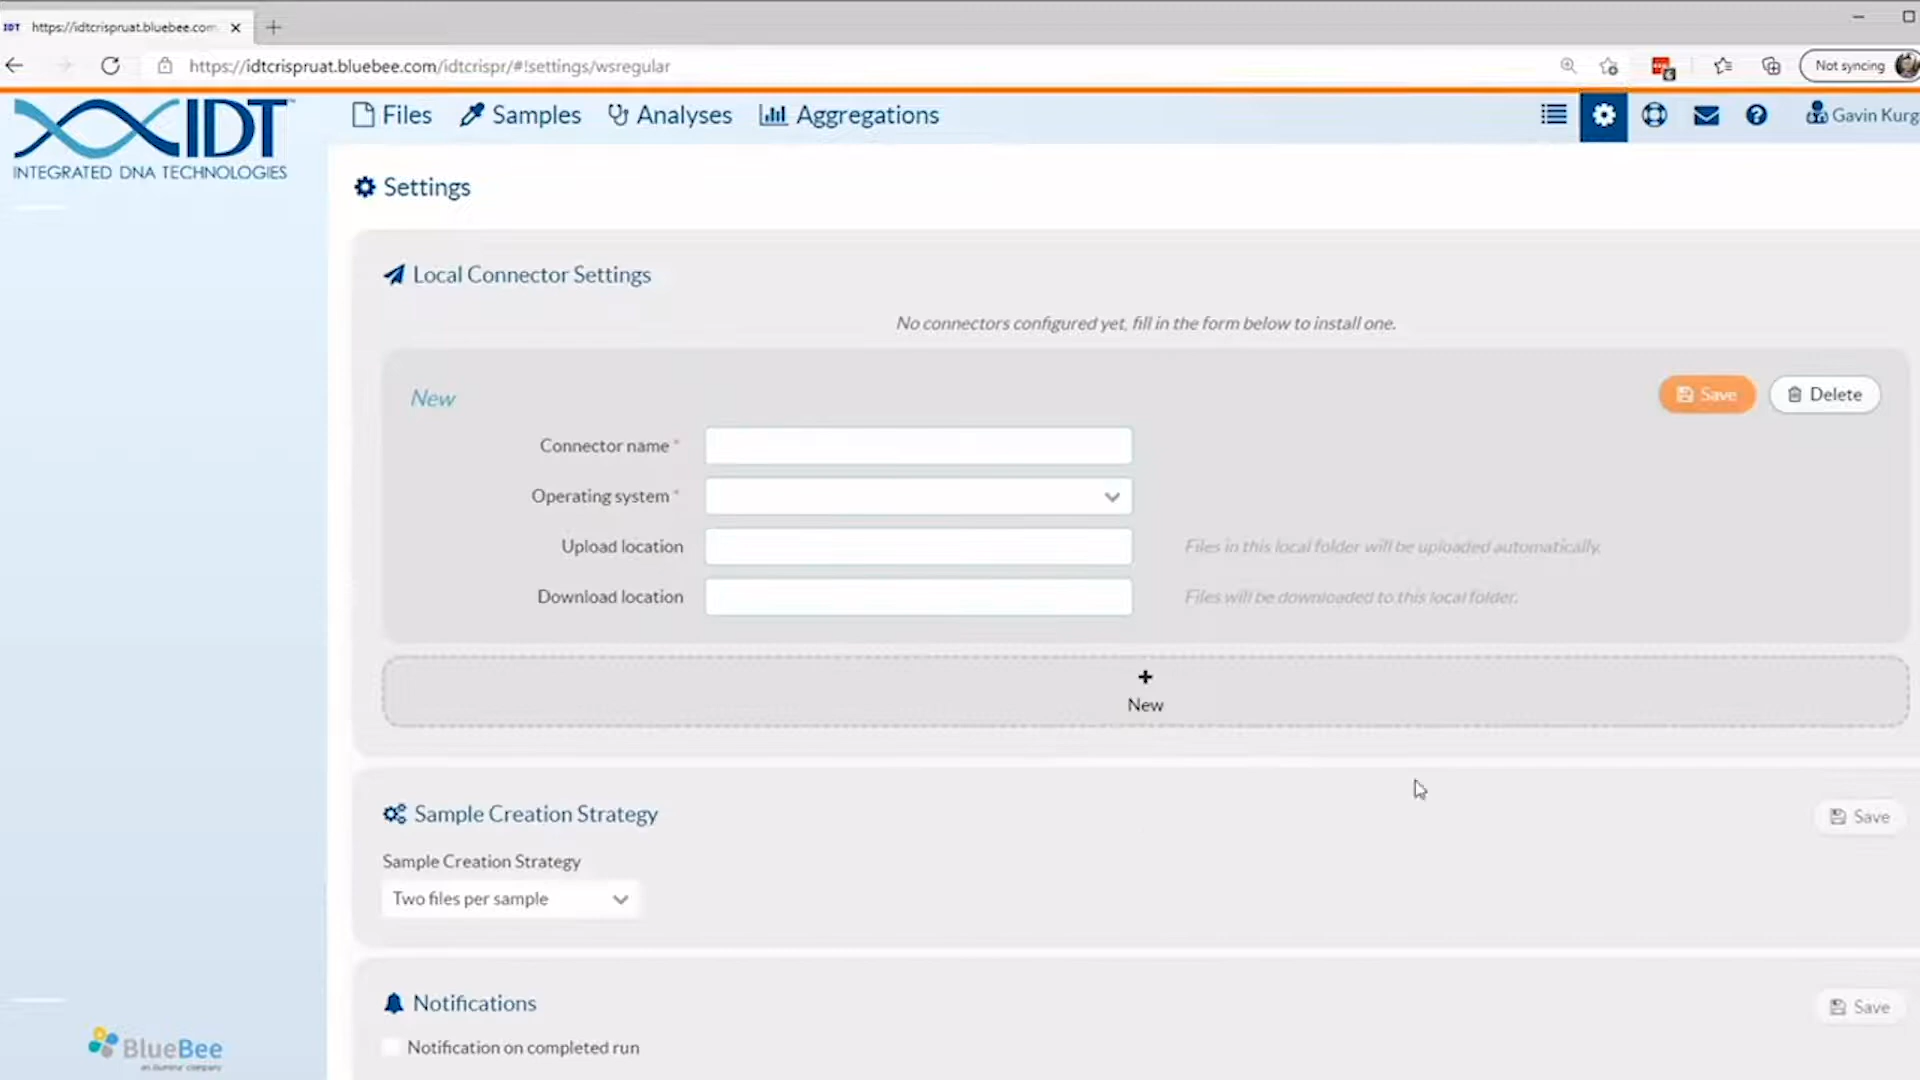 IDT https://idtcrispruat.bluebee.com
https://idtcrispruat.bluebee.com/idtcrispr/#!settings/wsregular
Not syncing
IDT
INTEGRATED DNA TECHNOLOGIES
Files Samples Analyses Aggregations
Gavin Kurg
Settings
Local Connector Settings
No connectors configured yet, fill in the form below to install one.
New
Save Delete
Connector name *
Operating system *
Upload location
Files in this local folder will be uploaded automatically.
Download location
Files will be downloaded to this local folder.
+
New
Sample Creation Strategy
Save
Sample Creation Strategy
Two files per sample
Notifications
Save
Notification on completed run
BlueBee
an illumina company